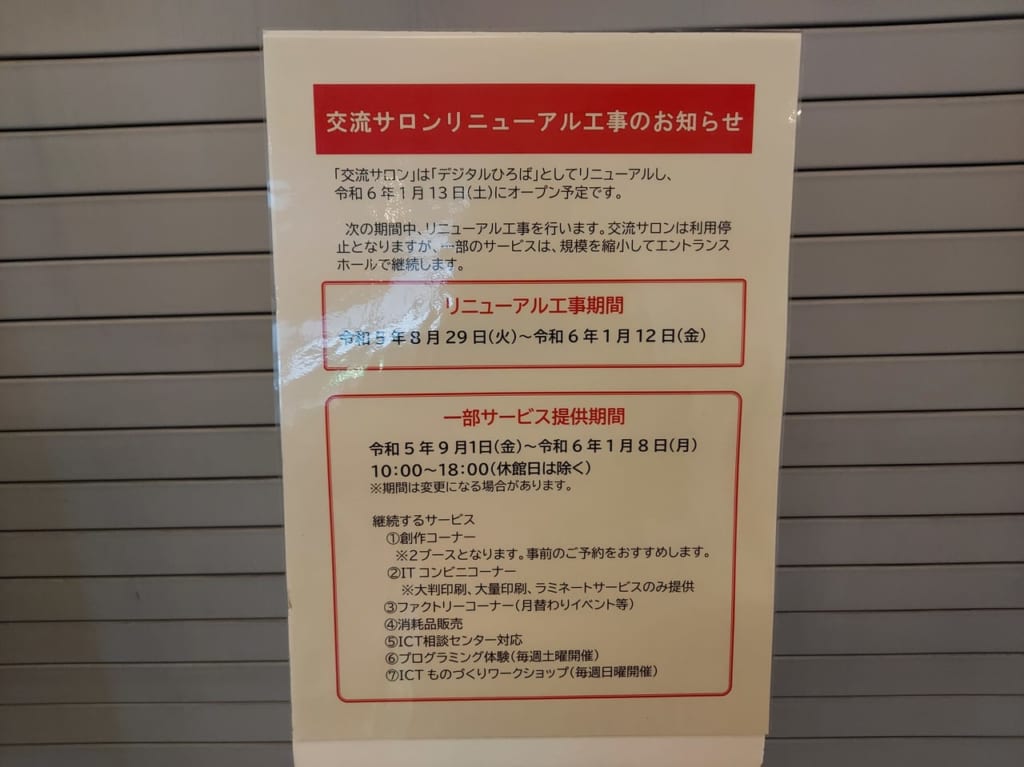 交流サロンリニューアル工事のお知らせ
「交流サロン」は「デジタルひろば」としてリニューアルし、
令和6年1月13日(土)にオープン予定です。
次の期間中、リニューアル工事を行います。交流サロンは利用停
止となりますが、一部のサービスは、規模を縮小してエントランス
ホールで継続します。
リニューアル工事期間
令和5年8月29日(火)～令和6年1月12日(金)
一部サービス提供期間
令和5年9月1日(金)～令和6年1月8日(月)
10:00～18:00(休館日は除く)
※期間は変更になる場合があります。
継続するサービス
①創作コーナー
※2ブースとなります。事前のご予約をおすすめします。
②ITコンビニコーナー
※大判印刷、大量印刷、ラミネートサービスのみ提供
③ファクトリーコーナー(月替わりイベント等)
④消耗品販売
⑤ICT相談センター対応
⑥プログラミング体験(毎週土曜開催)
⑦ICTものづくりワークショップ(毎週日曜開催)